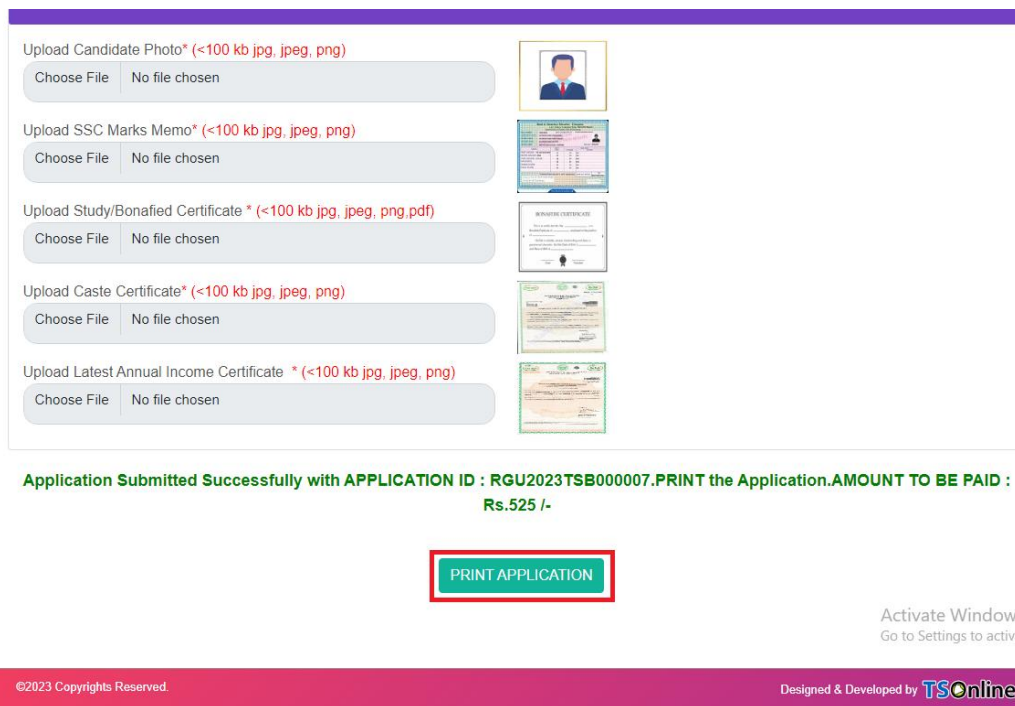 Upload Candidate Photo* (<100 kb jpg, jpeg, png)
Choose File No file chosen
Upload SSC Marks Memo* (<100 kb jpg, jpeg, png)
Choose File No file chosen
Upload Study/Bonafied Certificate * (<100 kb jpg, jpeg, png,pdf)
Choose File No file chosen
BONAFIDE CERTIFICATE
Upload Caste Certificate* (<100 kb jpg, jpeg, png)
Choose File No file chosen
Upload Latest Annual Income Certificate * (<100 kb jpg, jpeg, png)
Choose File No file chosen
Application Submitted Successfully with APPLICATION ID : RGU2023TSB000007.PRINT the Application.AMOUNT TO BE PAID :
Rs.525 /-
PRINT APPLICATION
Activate Window
Go to Settings to activ
©2023 Copyrights Reserved.
Designed & Developed by TSOnline